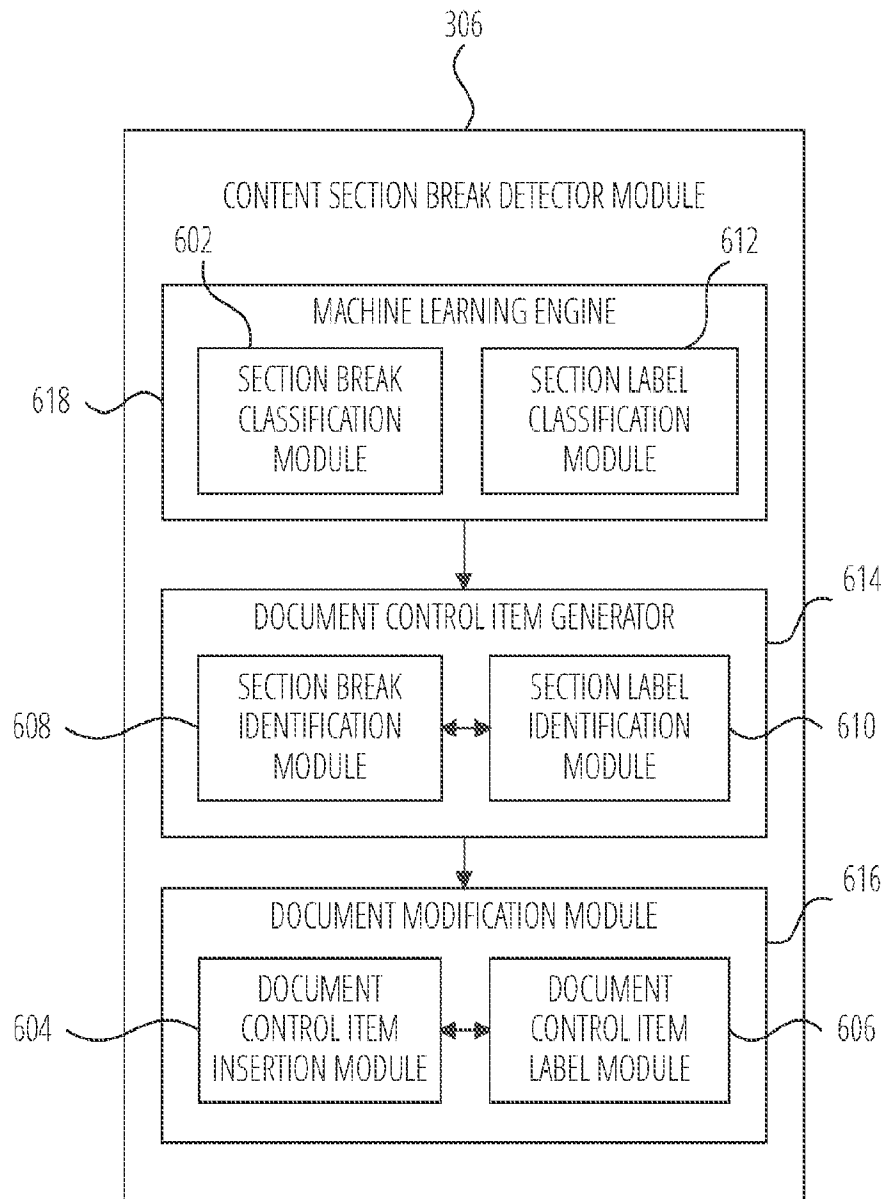 306
CONTENT SECTION BREAK DETECTOR MODULE
602
612
MACHINE LEARNING ENGINE
618
SECTION BREAK
CLASSIFICATION
MODULE
SECTION LABEL
CLASSIFICATION
MODULE
614
DOCUMENT CONTROL ITEM GENERATOR
608
SECTION BREAK
IDENTIFICATION
MODULE
SECTION LABEL
IDENTIFICATION
MODULE
610
616
DOCUMENT MODIFICATION MODULE
604
DOCUMENT
CONTROL ITEM
INSERTION MODULE
DOCUMENT
CONTROL ITEM
LABEL MODULE
606